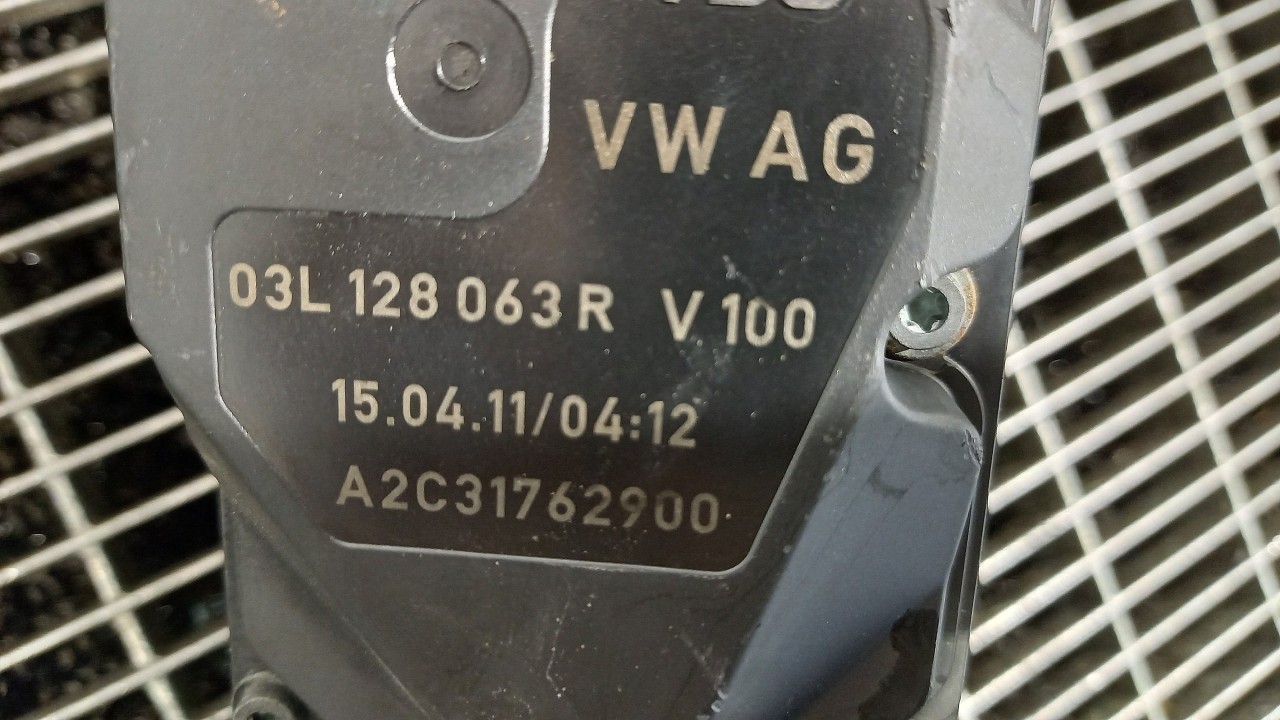 VW AG
03L 128 063 R V 100
15.04.11/04:12
A2C31762900